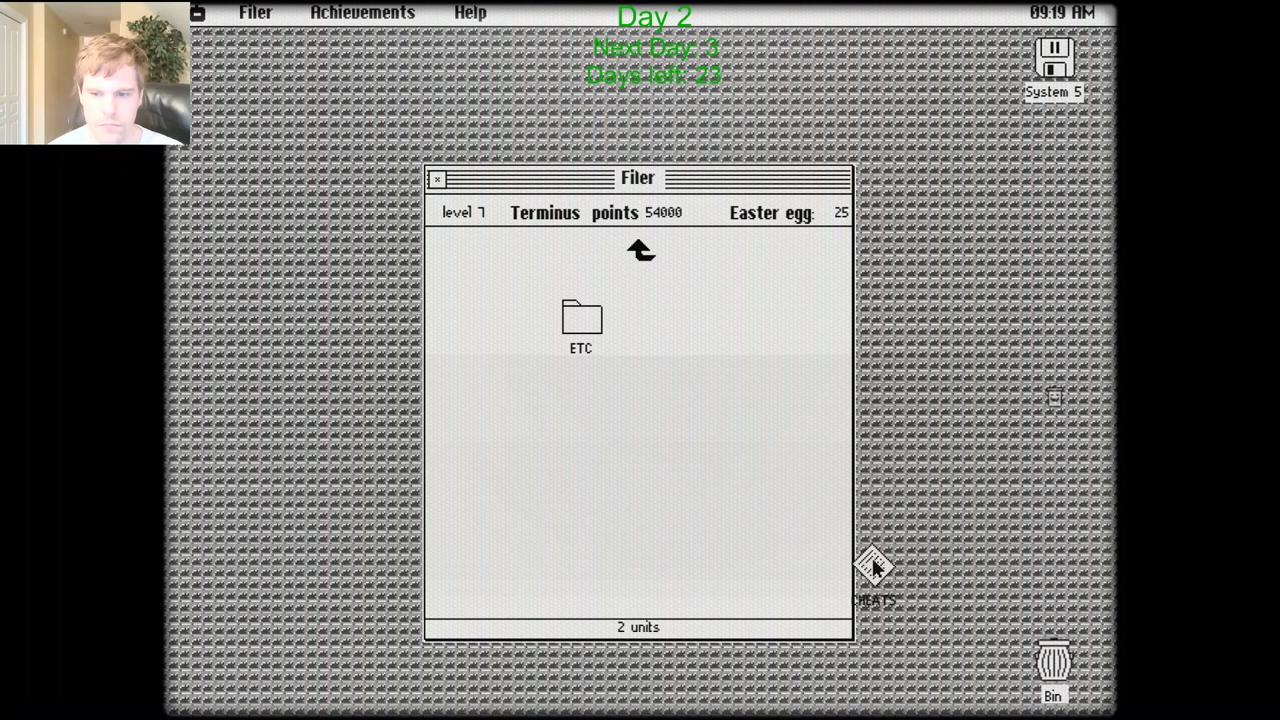 Filer Achievements Help 09:19 AM
Day 2
Next Day: 3
Days left: 23
System 5
Filer
level 7 Terminus points 54000 Easter egg: 25
ETC
CHEATS
2 units
Bin